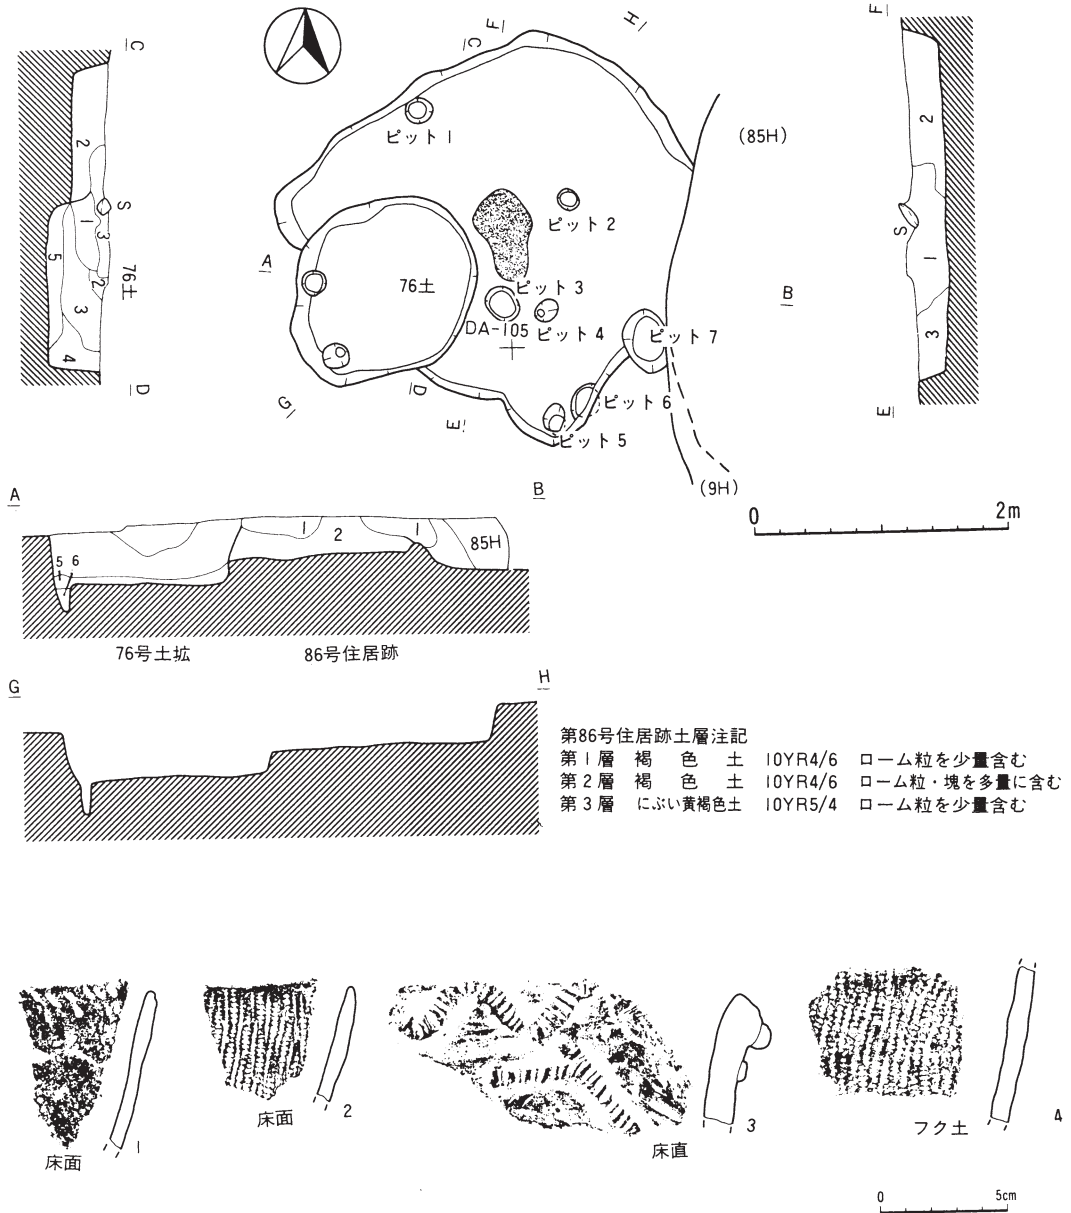 F
H
C
F
C
ピット1
(85H)
2
2
ピット2
S
S
1
3
A
76土
ピット3
5
2
76土
1
B
DA-105
ピット4
ピット7
3
3
4
D
G
D
E
ピット6
E
ピット5
(9H)
A
B
0 2m
1 2 1 85H
5 6
76号土拡 86号住居跡
G
H
第86号住居跡土層注記
第1層 褐色土 10YR4/6 ローム粒を少量含む
第2層 褐色土 10YR4/6 ローム粒・塊を多量に含む
第3層 にぶい黄褐色土 10YR5/4 ローム粒を少量含む
床面 1
床面 2
床直 3
フク土 4
0 5cm